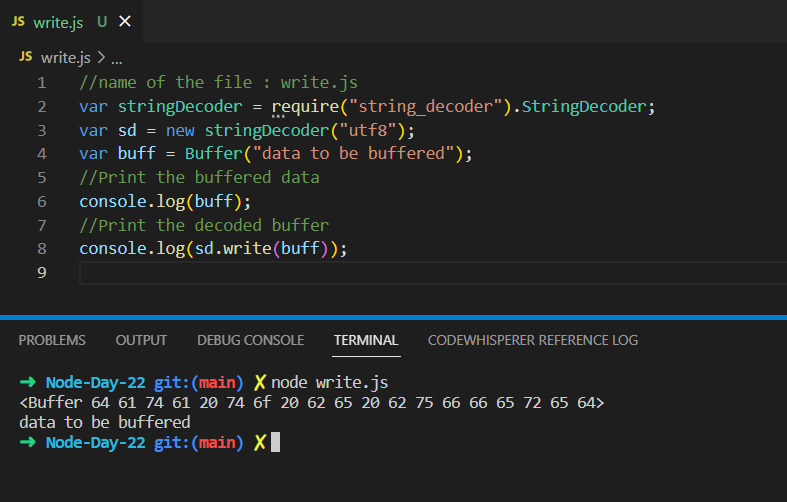 JS write.js U ✕
JS write.js > ...
1 //name of the file : write.js
2 var stringDecoder = require("string_decoder").StringDecoder;
3 var sd = new stringDecoder("utf8");
4 var buff = Buffer("data to be buffered");
5 //Print the buffered data
6 console.log(buff);
7 //Print the decoded buffer
8 console.log(sd.write(buff));
9
PROBLEMS OUTPUT DEBUG CONSOLE TERMINAL CODEWHISPERER REFERENCE LOG
➜ Node-Day-22 git:(main) ✗ node write.js
<Buffer 64 61 74 61 20 74 6f 20 62 65 20 62 75 66 66 65 72 65 64>
data to be buffered
➜ Node-Day-22 git:(main) ✗